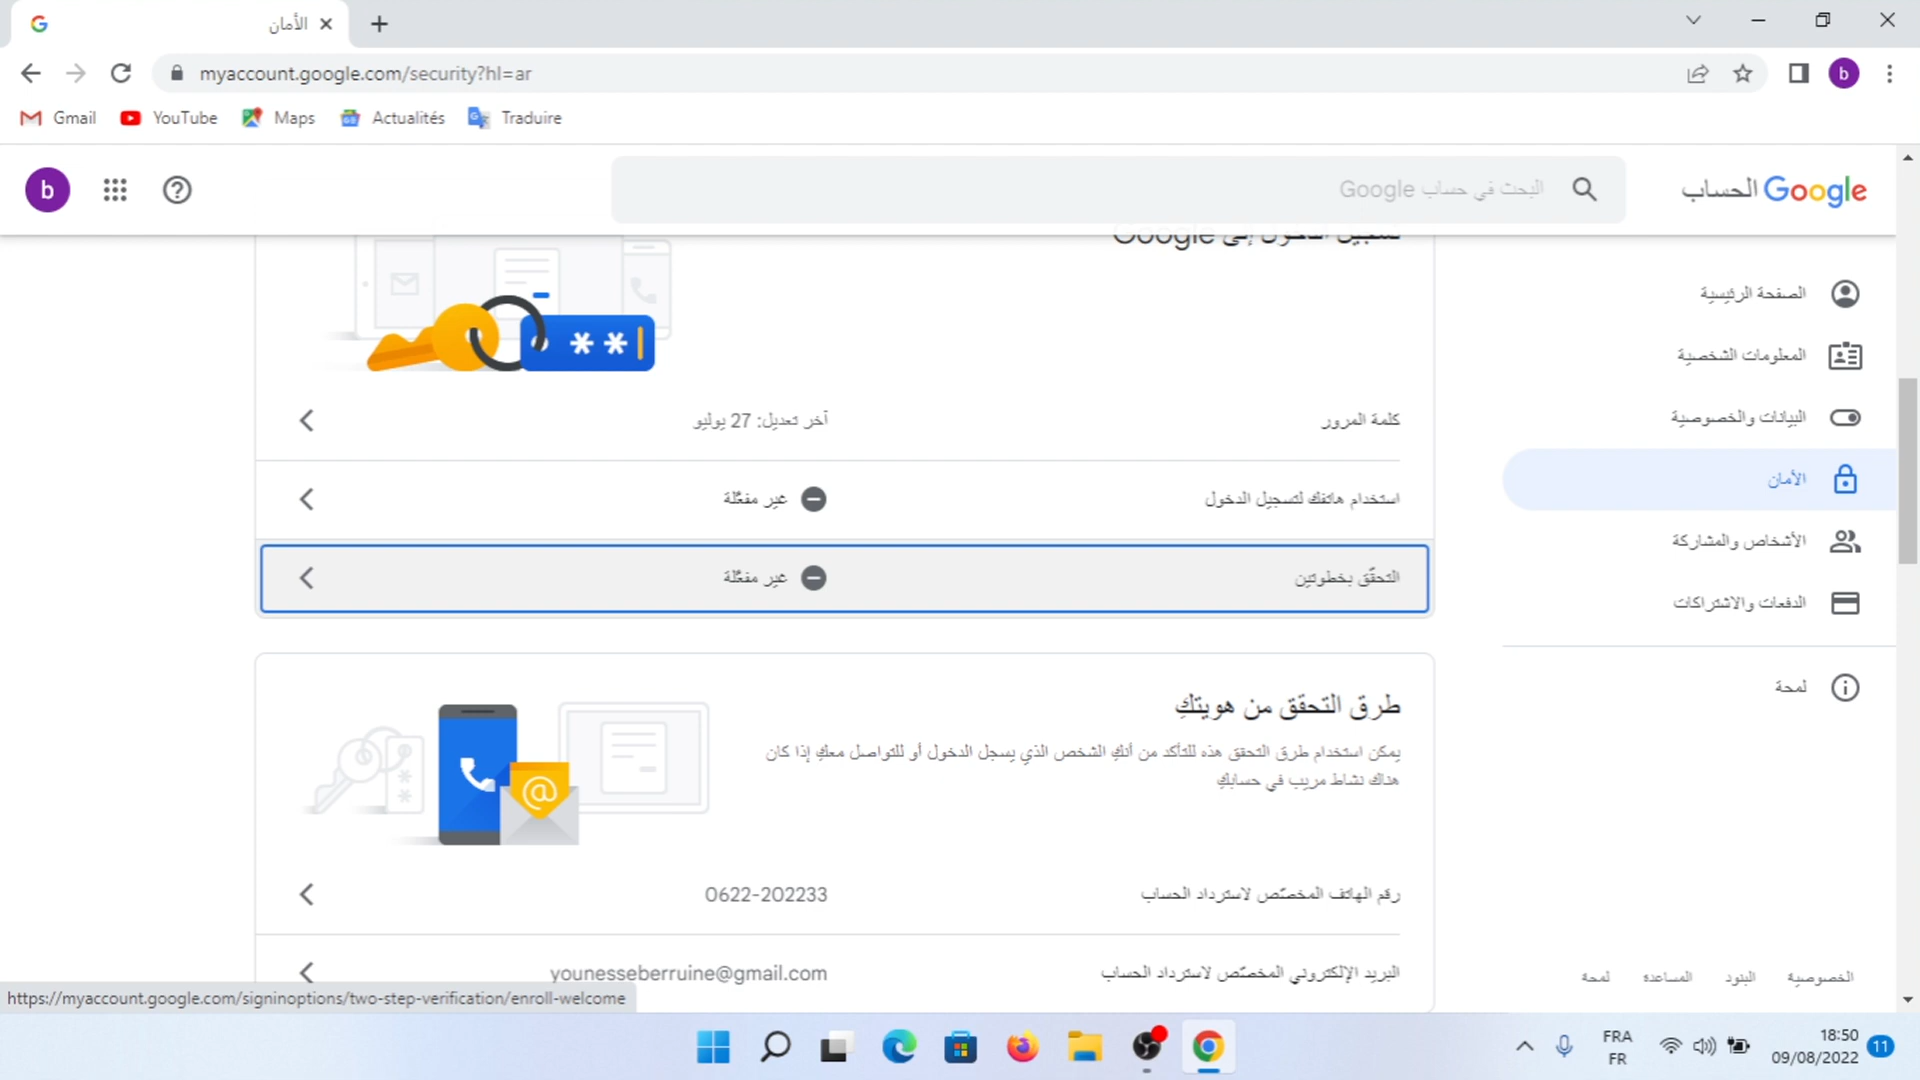 الأمان
myaccount.google.com/security?hl=ar
b
Gmail
YouTube
Maps
Actualités
Traduire
b
البحث في حساب Google
الحساب Google
تسجيل الدخول إلى Google
كلمة المرور
آخر تعديل: 27 يوليو
استخدام هاتفك لتسجيل الدخول
غير مفعّلة
التحقّق بخطوتين
غير مفعّلة
طرق التحقق من هويتكِ
يمكن استخدام طرق التحقق هذه للتأكد من أنكِ الشخص الذي يسجل الدخول أو للتواصل معكِ إذا كان
هناك نشاط مريب في حسابكِ
رقم الهاتف المخصّص لاسترداد الحساب
0622-202233
البريد الإلكتروني المخصّص لاسترداد الحساب
younesseberruine@gmail.com
الصفحة الرئيسية
المعلومات الشخصية
البيانات والخصوصية
الأمان
الأشخاص والمشاركة
الدفعات والاشتراكات
لمحة
الخصوصية
البنود
المساعدة
لمحة
https://myaccount.google.com/signinoptions/two-step-verification/enroll-welcome
FRA
FR
18:50
09/08/2022
11